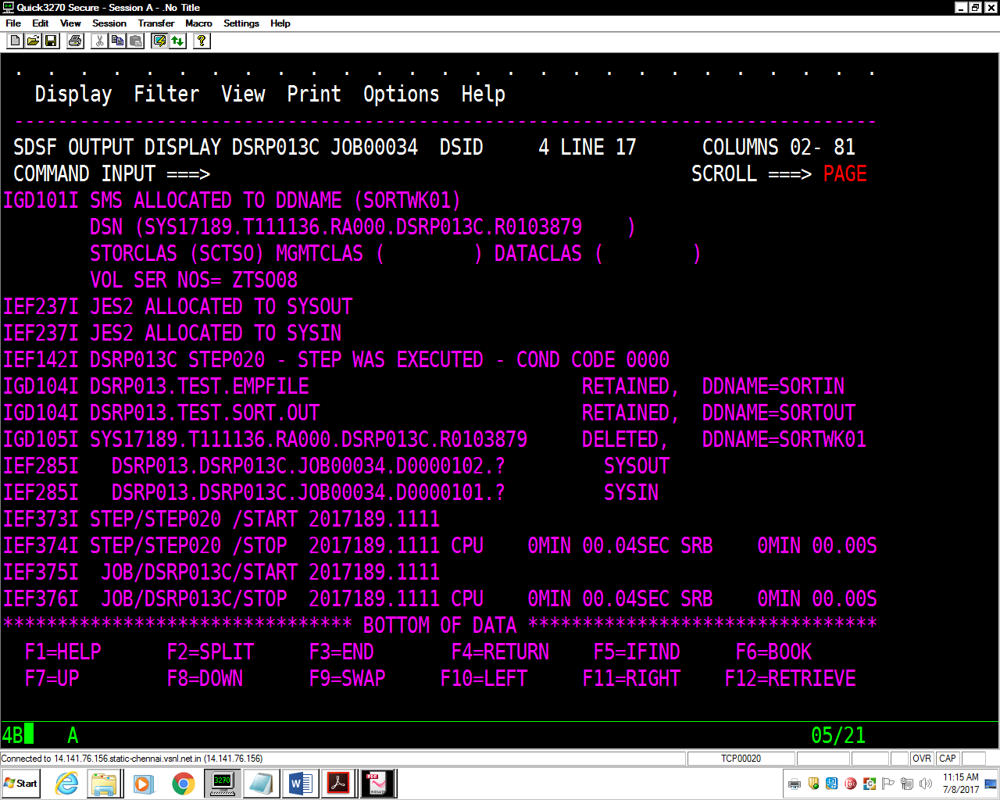 Quick3270 Secure - Session A - .No Title
File Edit View Session Transfer Macro Settings Help
. . . . . . . . . . . . . . . . . . . . . . . . . . .
Display Filter View Print Options Help
-------------------------------------------------------------------------------
SDSF OUTPUT DISPLAY DSRP013C JOB00034 DSID 4 LINE 17 COLUMNS 02- 81
COMMAND INPUT ===> SCROLL ===> PAGE
IGD101I SMS ALLOCATED TO DDNAME (SORTWK01)
DSN (SYS17189.T111136.RA000.DSRP013C.R0103879 )
STORCLAS (SCTSO) MGMTCLAS ( ) DATACLAS ( )
VOL SER NOS= ZTSO08
IEF237I JES2 ALLOCATED TO SYSOUT
IEF237I JES2 ALLOCATED TO SYSIN
IEF142I DSRP013C STEP020 - STEP WAS EXECUTED - COND CODE 0000
IGD104I DSRP013.TEST.EMPFILE RETAINED, DDNAME=SORTIN
IGD104I DSRP013.TEST.SORT.OUT RETAINED, DDNAME=SORTOUT
IGD105I SYS17189.T111136.RA000.DSRP013C.R0103879 DELETED, DDNAME=SORTWK01
IEF285I DSRP013.DSRP013C.JOB00034.D0000102.? SYSOUT
IEF285I DSRP013.DSRP013C.JOB00034.D0000101.? SYSIN
IEF373I STEP/STEP020 /START 2017189.1111
IEF374I STEP/STEP020 /STOP 2017189.1111 CPU 0MIN 00.04SEC SRB 0MIN 00.00S
IEF375I JOB/DSRP013C/START 2017189.1111
IEF376I JOB/DSRP013C/STOP 2017189.1111 CPU 0MIN 00.04SEC SRB 0MIN 00.00S
******************************** BOTTOM OF DATA ********************************
F1=HELP F2=SPLIT F3=END F4=RETURN F5=IFIND F6=BOOK
F7=UP F8=DOWN F9=SWAP F10=LEFT F11=RIGHT F12=RETRIEVE
4B A 05/21
Connected to 14.141.76.156.static-chennai.vsnl.net.in (14.141.76.156) TCP00020 OVR CAP
Start 3270 PDF 11:15 AM
7/8/2017